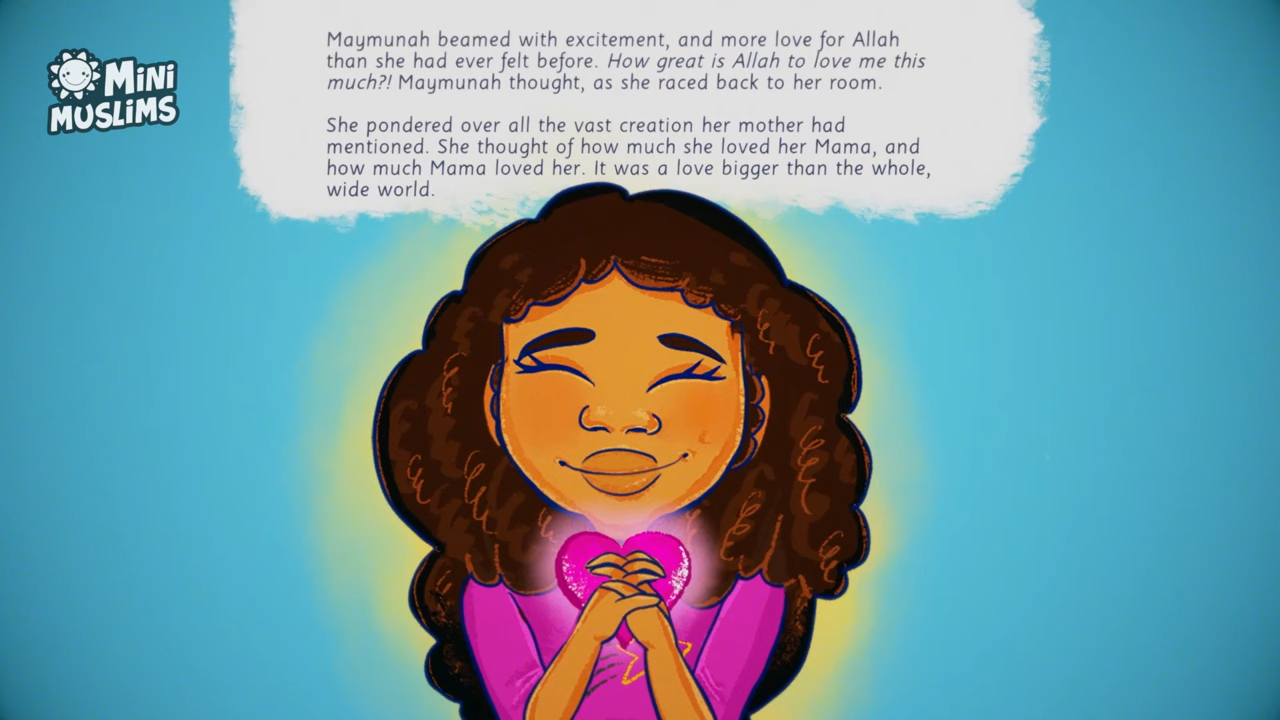 MiNi
MUSLiMS
Maymunah beamed with excitement, and more love for Allah
than she had ever felt before. How great is Allah to love me this
much?! Maymunah thought, as she raced back to her room.
She pondered over all the vast creation her mother had
mentioned. She thought of how much she loved her Mama, and
how much Mama loved her. It was a love bigger than the whole,
wide world.